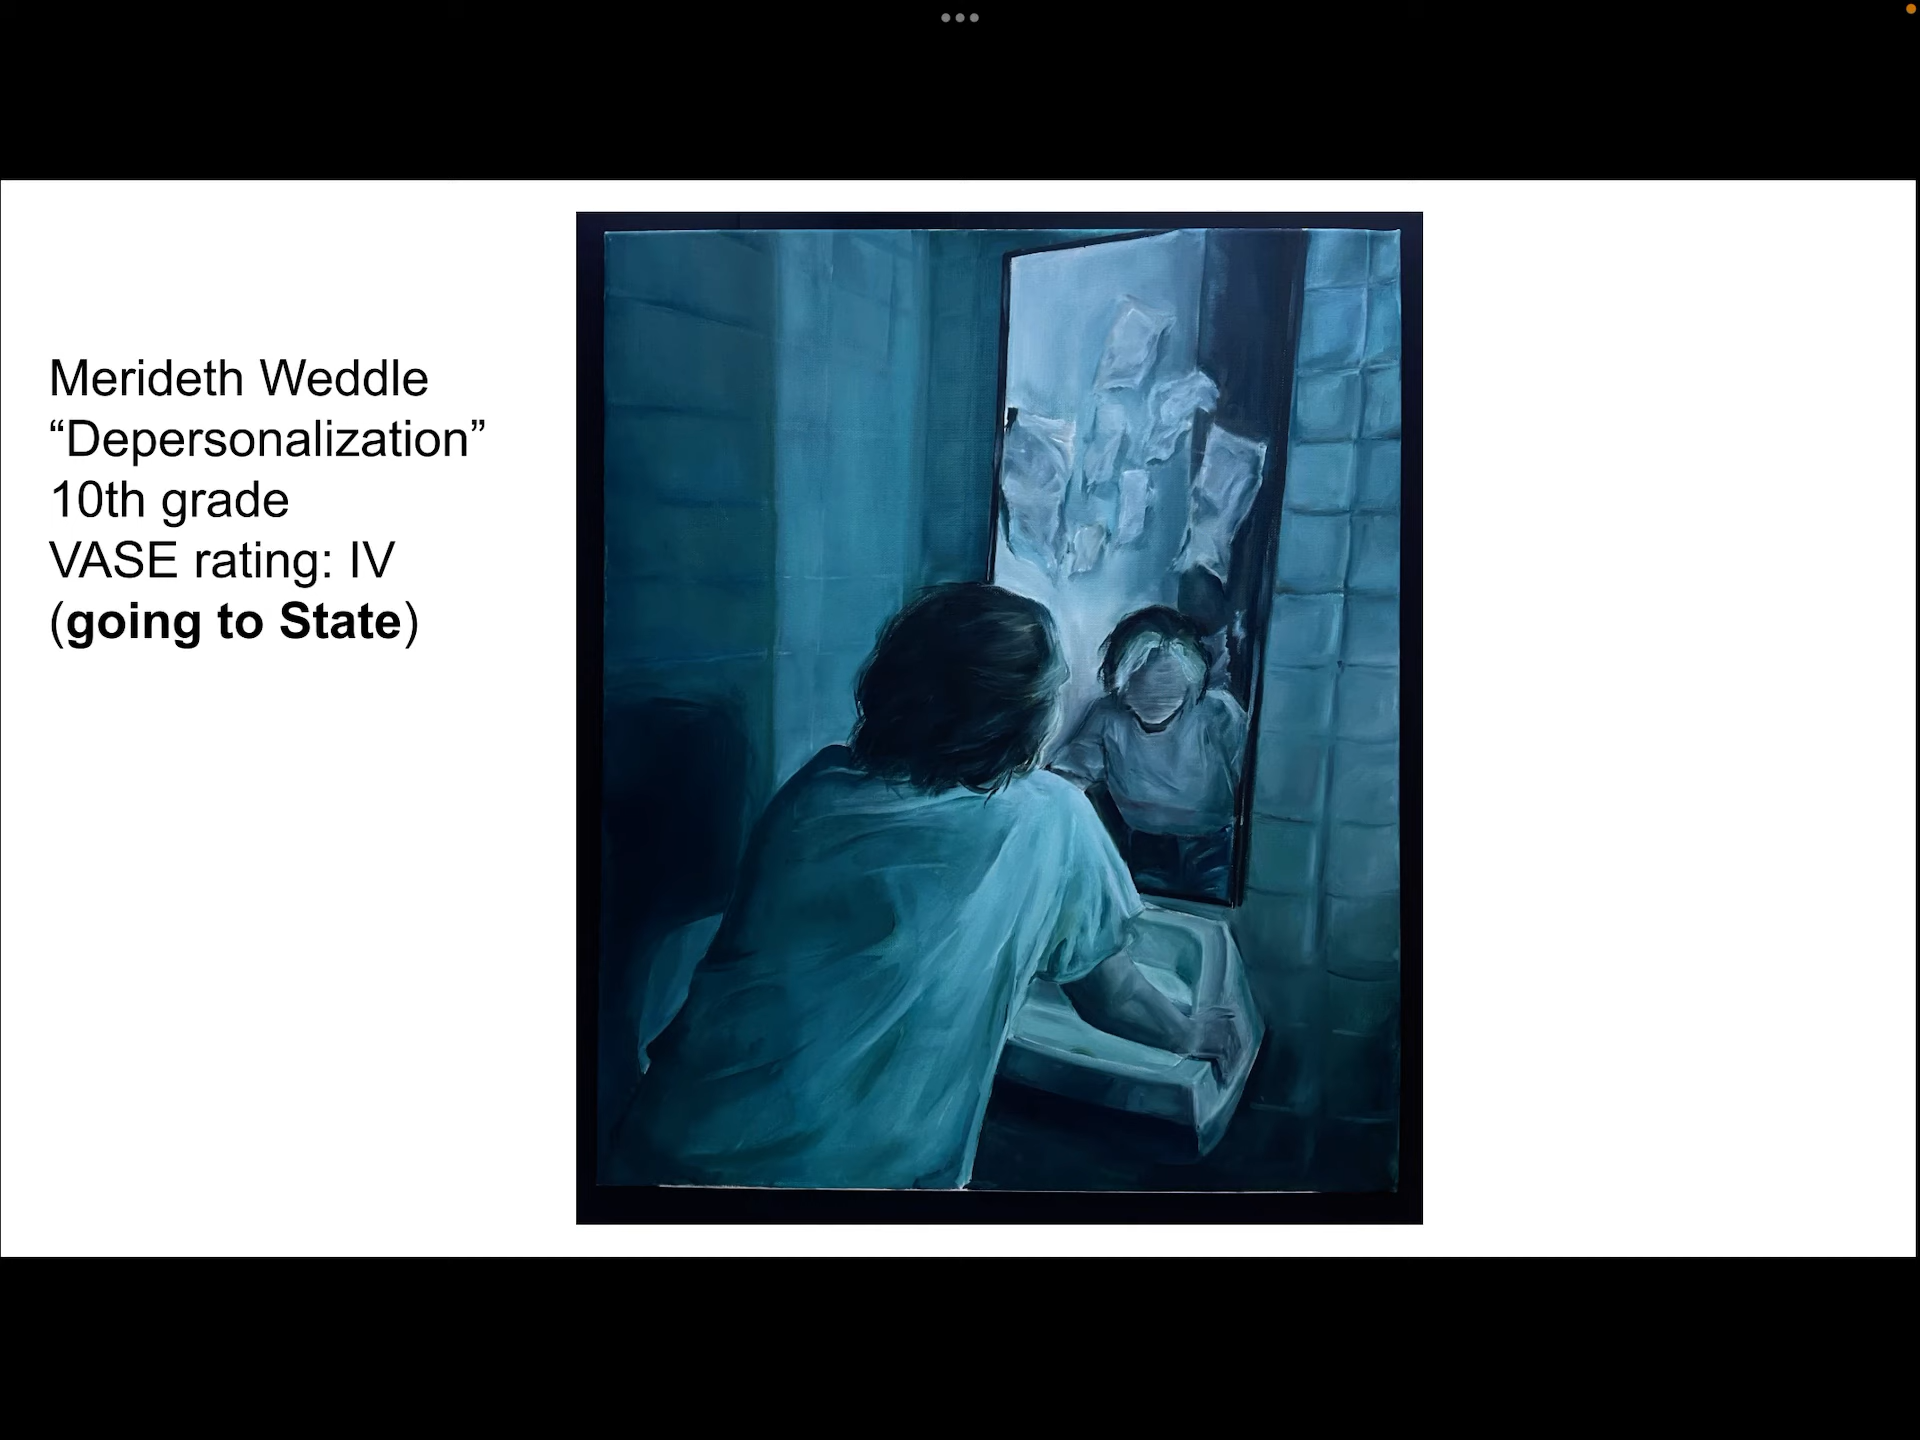 Merideth Weddle
“Depersonalization”
10th grade
VASE rating: IV
(going to State)